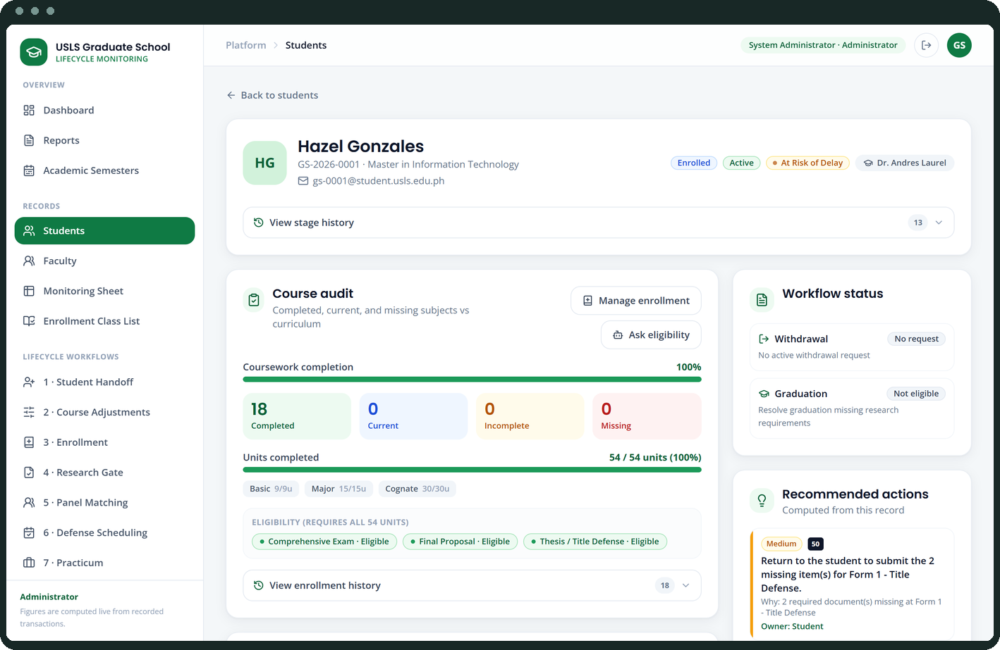 USLS Graduate School
LIFECYCLE MONITORING
OVERVIEW
Dashboard
Reports
Academic Semesters
RECORDS
Students
Faculty
Monitoring Sheet
Enrollment Class List
LIFECYCLE WORKFLOWS
1 · Student Handoff
2 · Course Adjustments
3 · Enrollment
4 · Research Gate
5 · Panel Matching
6 · Defense Scheduling
7 · Practicum
Administrator
Figures are computed live from recorded
transactions.
Platform > Students
System Administrator · Administrator
GS
Back to students
HG
Hazel Gonzales
GS-2026-0001 · Master in Information Technology
gs-0001@student.usls.edu.ph
Enrolled
Active
At Risk of Delay
Dr. Andres Laurel
View stage history
13
Course audit
Completed, current, and missing subjects vs
curriculum
Manage enrollment
Ask eligibility
Coursework completion 100%
18
Completed
0
Current
0
Incomplete
0
Missing
Units completed 54 / 54 units (100%)
Basic 9/9u
Major 15/15u
Cognate 30/30u
ELIGIBILITY (REQUIRES ALL 54 UNITS)
Comprehensive Exam · Eligible
Final Proposal · Eligible
Thesis / Title Defense · Eligible
View enrollment history
18
Workflow status
Withdrawal
No request
No active withdrawal request
Graduation
Not eligible
Resolve graduation missing research
requirements
Recommended actions
Computed from this record
Medium
50
Return to the student to submit the 2
missing item(s) for Form 1 - Title
Defense.
Why: 2 required document(s) missing at Form 1
- Title Defense
Owner: Student